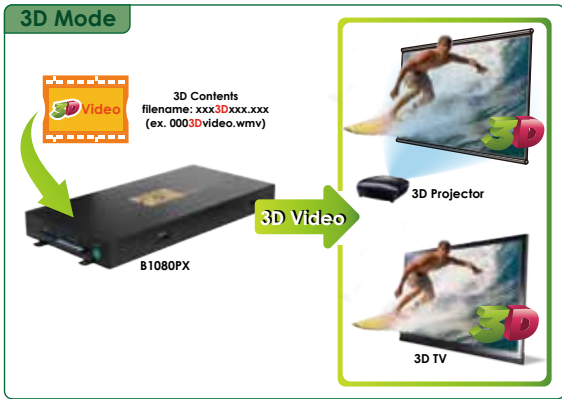 3D Mode
3D Video
3D Contents
filename: xxx3Dxxx.xxx
(ex. 0003Dvideo.wmv)
B1080PX
3D Video
3D
3D Projector
3D
3D TV